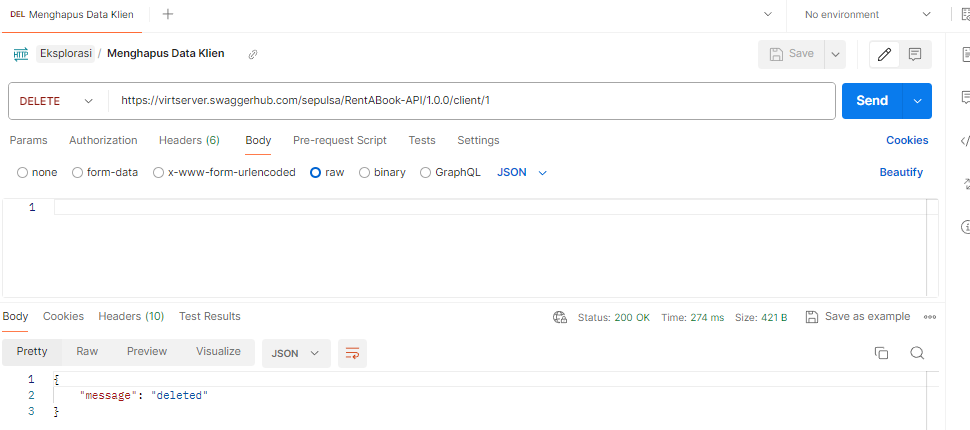 DEL Menghapus Data Klien
No environment
HTTP Eksplorasi / Menghapus Data Klien
Save
DELETE https://virtserver.swaggerhub.com/sepulsa/RentABook-API/1.0.0/client/1 Send
Params Authorization Headers (6) Body Pre-request Script Tests Settings Cookies
none form-data x-www-form-urlencoded raw binary GraphQL JSON Beautify
1
Body Cookies Headers (10) Test Results Status: 200 OK Time: 274 ms Size: 421 B Save as example
Pretty Raw Preview Visualize JSON
1 {
2 "message": "deleted"
3 }